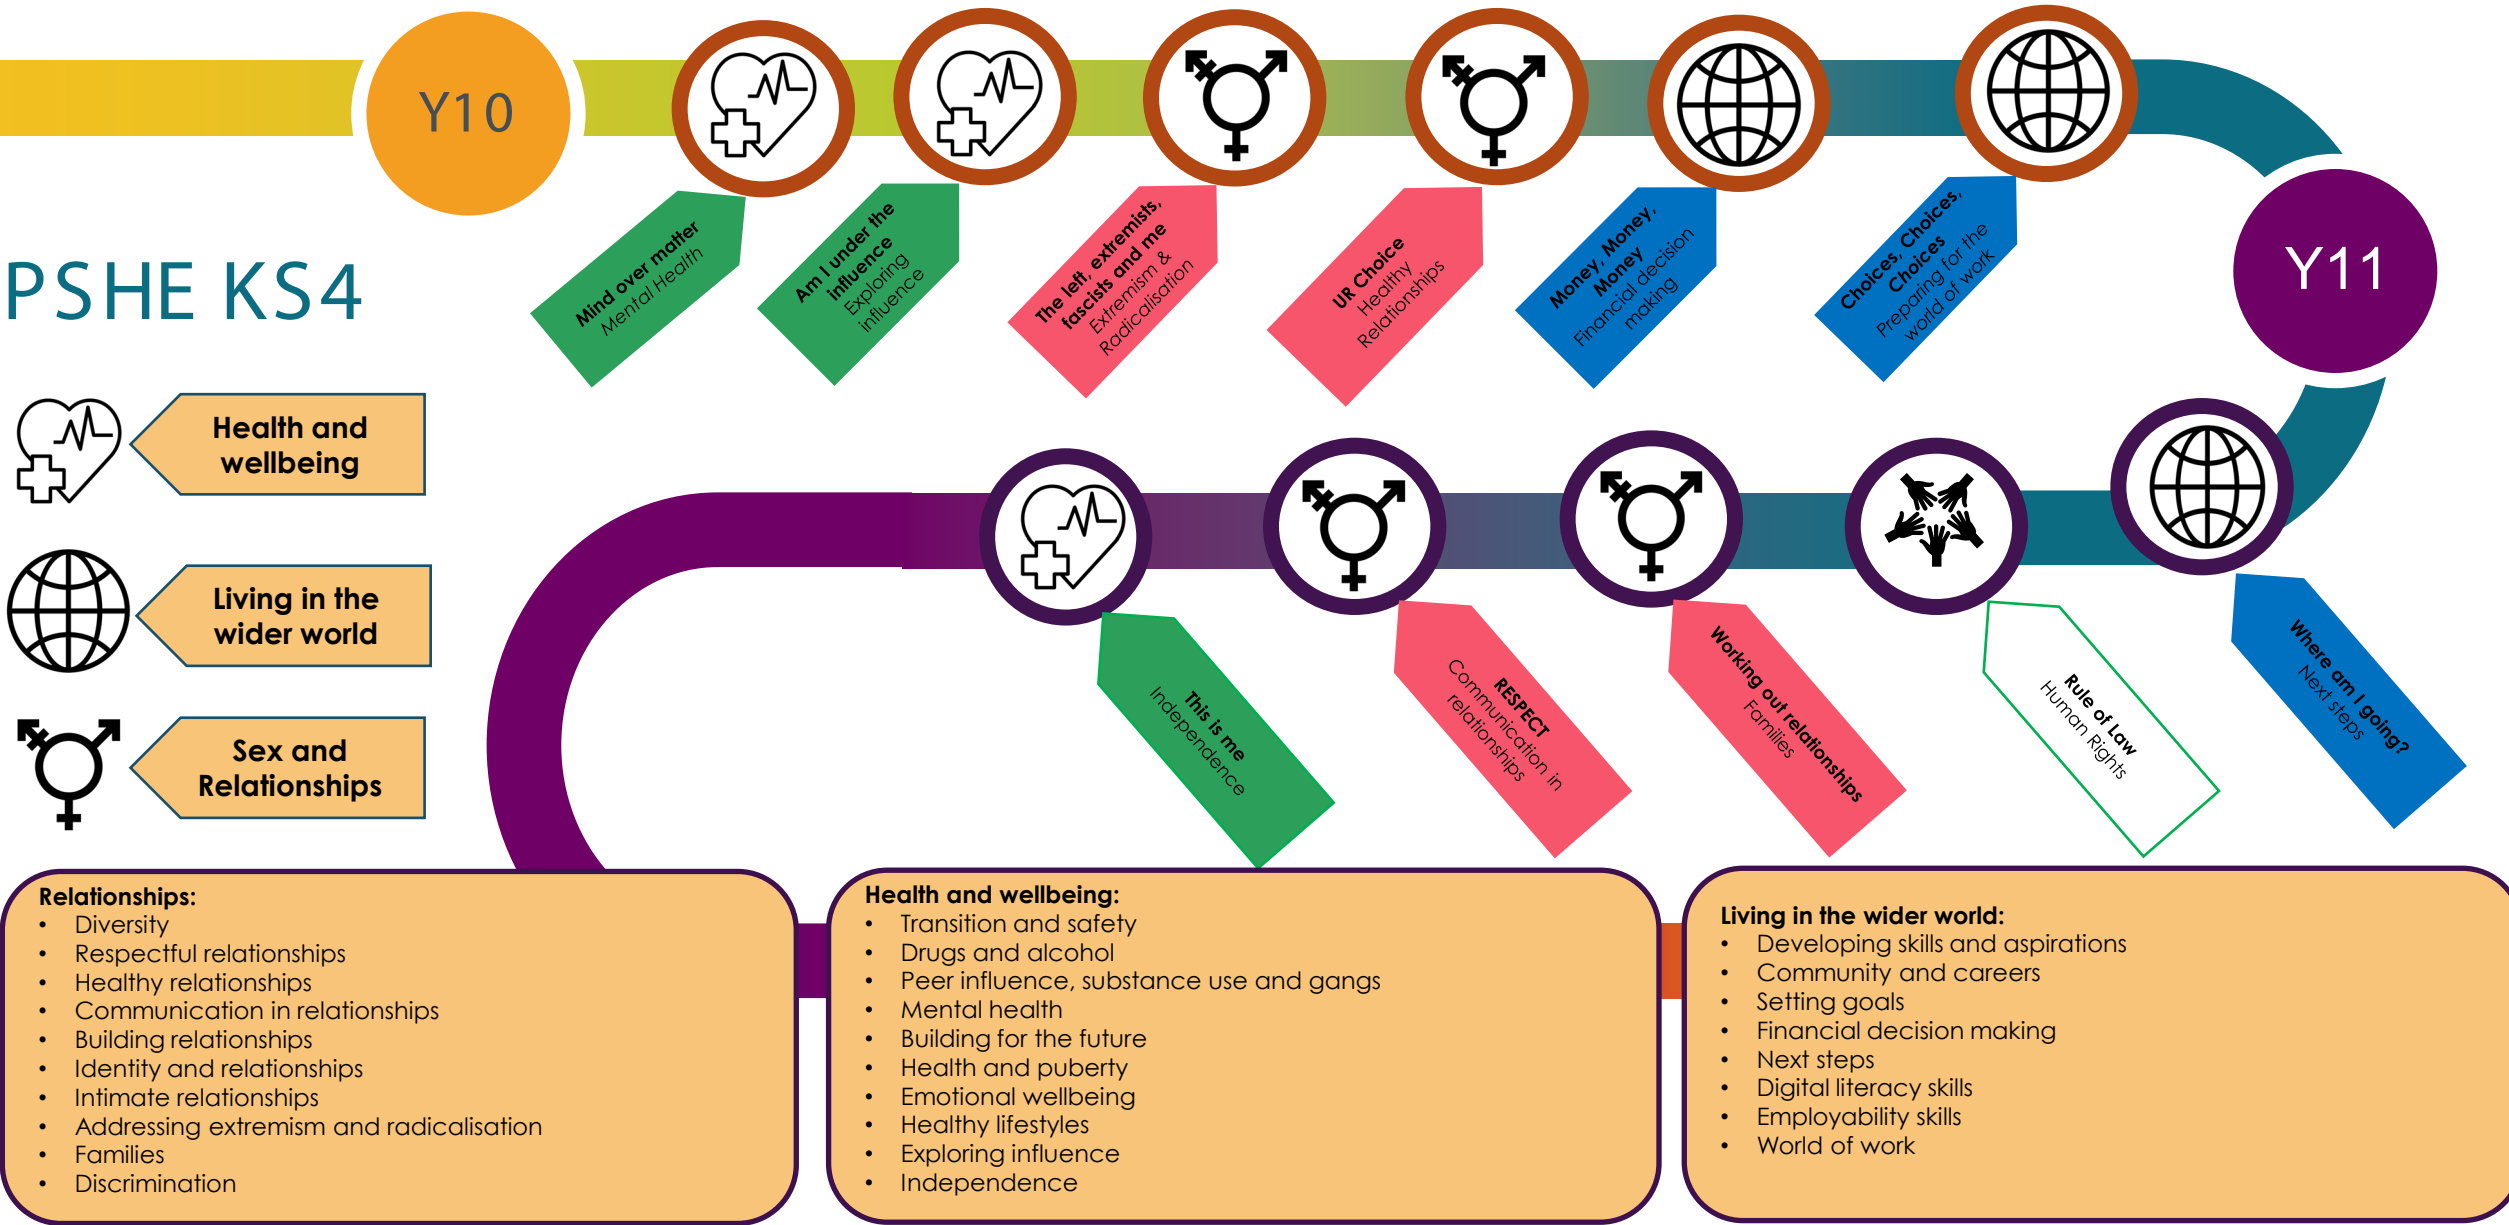 Y10
Mind over matter
Mental Health
Am I under the
influence
Exploring
influence
The left, extremists,
fascists and me
Extremism &
Radicalisation
UR Choice
Healthy
Relationships
Money, Money,
Money
Financial decision
making
Choices, Choices,
Choices
Preparing for the
world of work
Y11
PSHE KS4
Health and
wellbeing
Living in the
wider world
Sex and
Relationships
This is me
Independence
RESPECT
Communication in
relationships
Working out relationships
Families
Rule of Law
Human Rights
Where am I going?
Next steps
Relationships:
• Diversity
• Respectful relationships
• Healthy relationships
• Communication in relationships
• Building relationships
• Identity and relationships
• Intimate relationships
• Addressing extremism and radicalisation
• Families
• Discrimination
Health and wellbeing:
• Transition and safety
• Drugs and alcohol
• Peer influence, substance use and gangs
• Mental health
• Building for the future
• Health and puberty
• Emotional wellbeing
• Healthy lifestyles
• Exploring influence
• Independence
Living in the wider world:
• Developing skills and aspirations
• Community and careers
• Setting goals
• Financial decision making
• Next steps
• Digital literacy skills
• Employability skills
• World of work